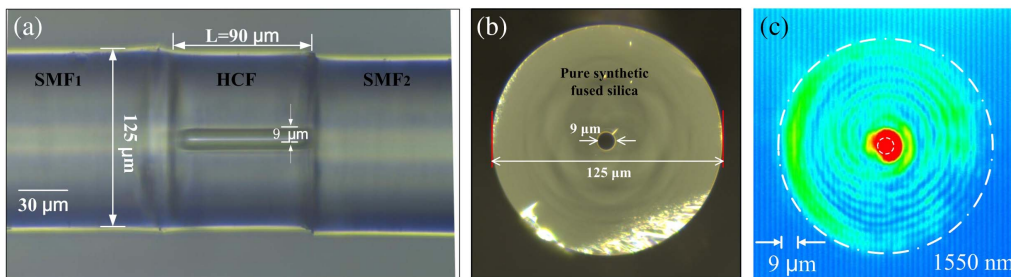 (a)
L=90 µm
SMF1
HCF
SMF2
125 µm
9 µm
30 µm
(b)
Pure synthetic
fused silica
9 µm
125 µm
(c)
9 µm
1550 nm